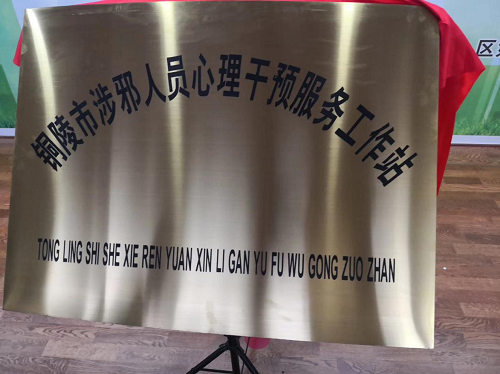 铜陵市涉邪人员心理干预服务工作站
TONG LING SHI SHE XIE REN YUAN XIN LI GAN YU FU WU GONG ZUO ZHAN
区